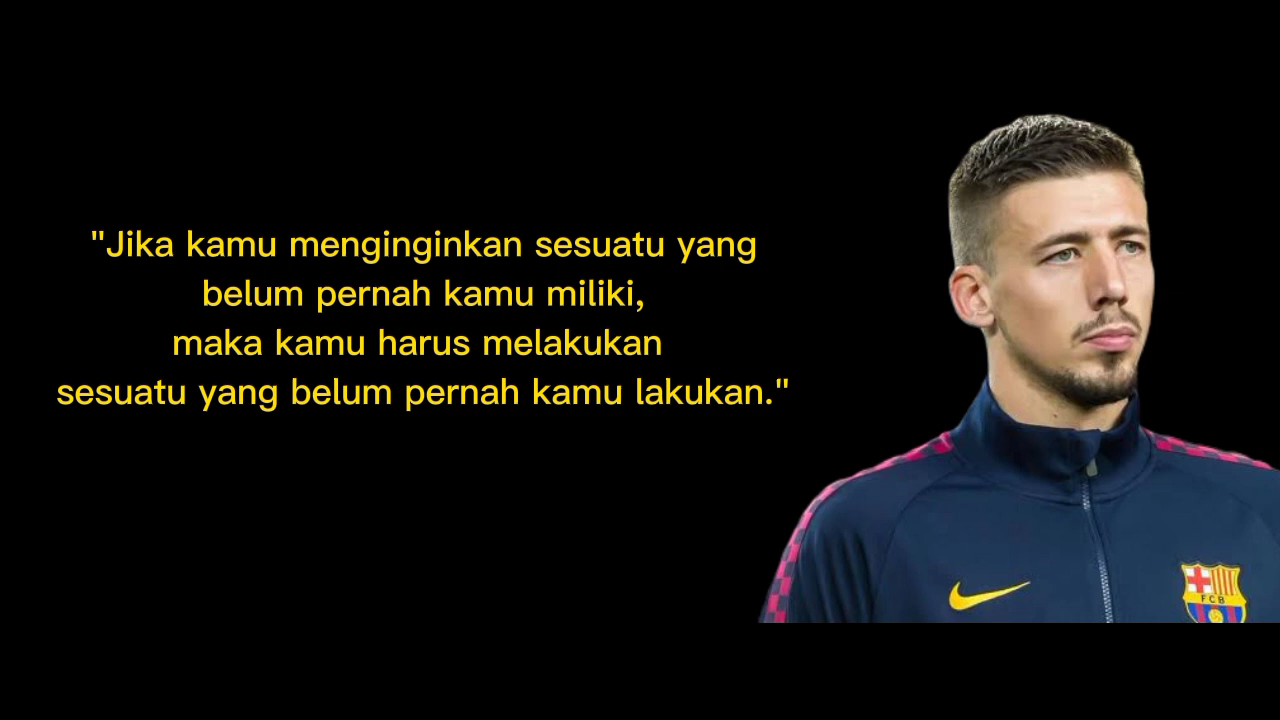 "Jika kamu menginginkan sesuatu yang
belum pernah kamu miliki,
maka kamu harus melakukan
sesuatu yang belum pernah kamu lakukan."
FCB